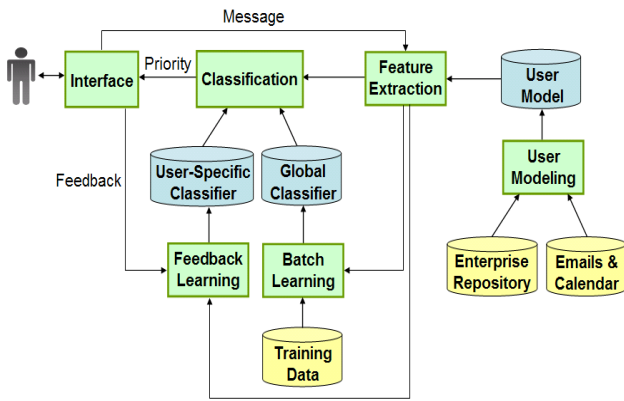 Message
Interface
Priority
Classification
Feature
Extraction
User
Model
Feedback
User-Specific
Classifier
Global
Classifier
User
Modeling
Feedback
Learning
Batch
Learning
Enterprise
Repository
Emails &
Calendar
Training
Data